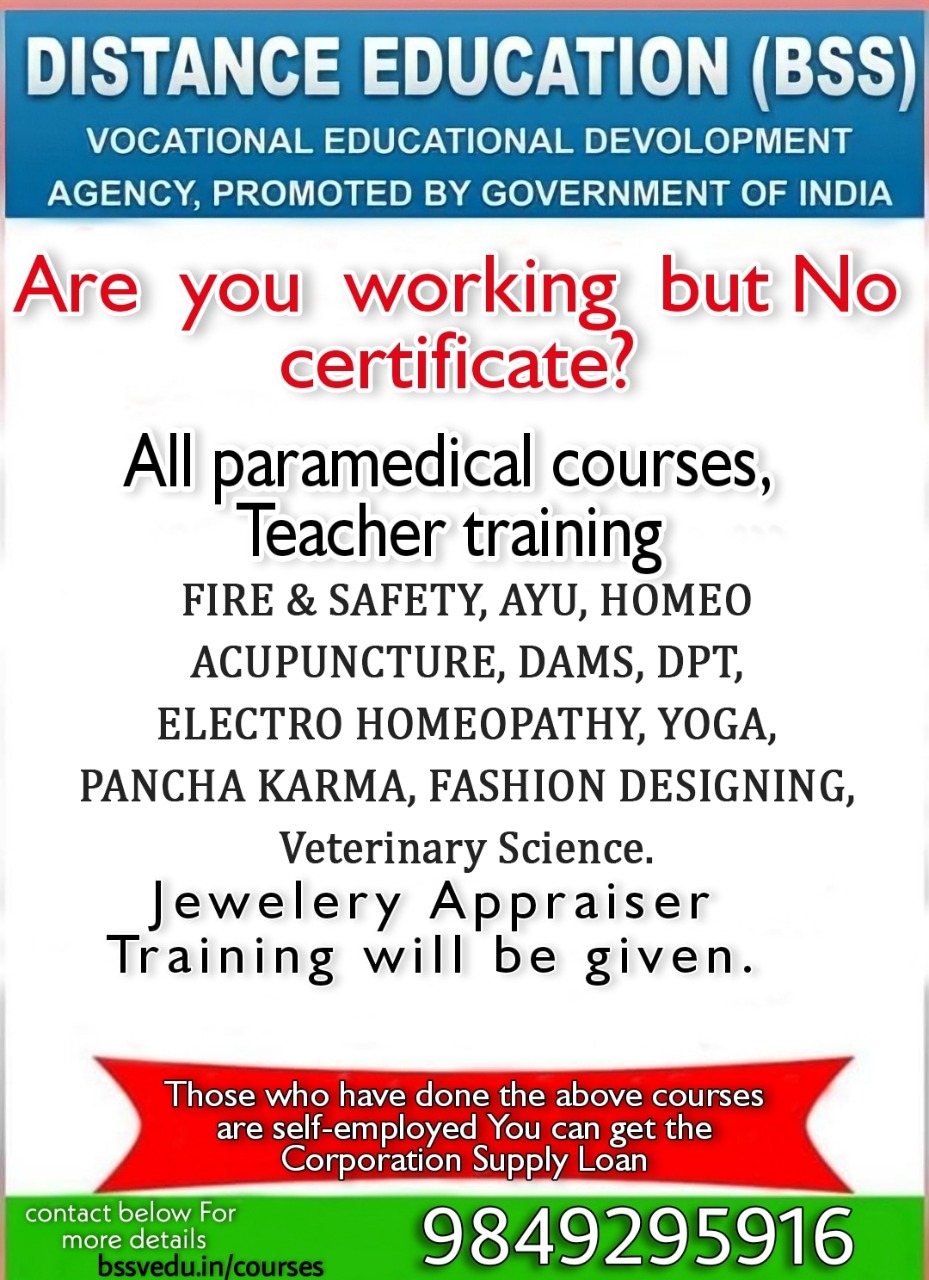 DISTANCE EDUCATION (BSS)
VOCATIONAL EDUCATIONAL DEVOLOPMENT
AGENCY, PROMOTED BY GOVERNMENT OF INDIA
Are you working but No
certificate?
All paramedical courses,
Teacher training
FIRE & SAFETY, AYU, HOMEO
ACUPUNCTURE, DAMS, DPT,
ELECTRO HOMEOPATHY, YOGA,
PANCHA KARMA, FASHION DESIGNING,
Veterinary Science.
Jewelery Appraiser
Training will be given.
Those who have done the above courses
are self-employed You can get the
Corporation Supply Loan
contact below For
more details
bssvedu.in/courses
9849295916